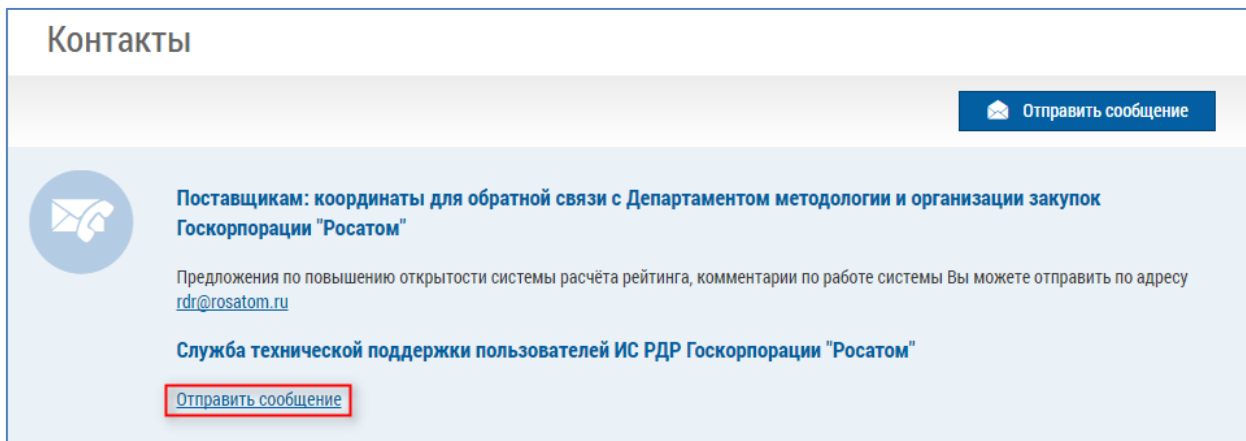 Контакты
Отправить сообщение
Поставщикам: координаты для обратной связи с Департаментом методологии и организации закупок
Госкорпорации "Росатом"
Предложения по повышению открытости системы расчёта рейтинга, комментарии по работе системы Вы можете отправить по адресу
rdr@rosatom.ru
Служба технической поддержки пользователей ИС РДР Госкорпорации "Росатом"
Отправить сообщение